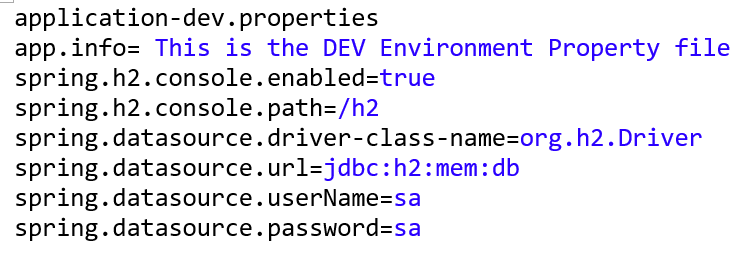 application-dev.properties
app.info= This is the DEV Environment Property file
spring.h2.console.enabled=true
spring.h2.console.path=/h2
spring.datasource.driver-class-name=org.h2.Driver
spring.datasource.url=jdbc:h2:mem:db
spring.datasource.userName=sa
spring.datasource.password=sa